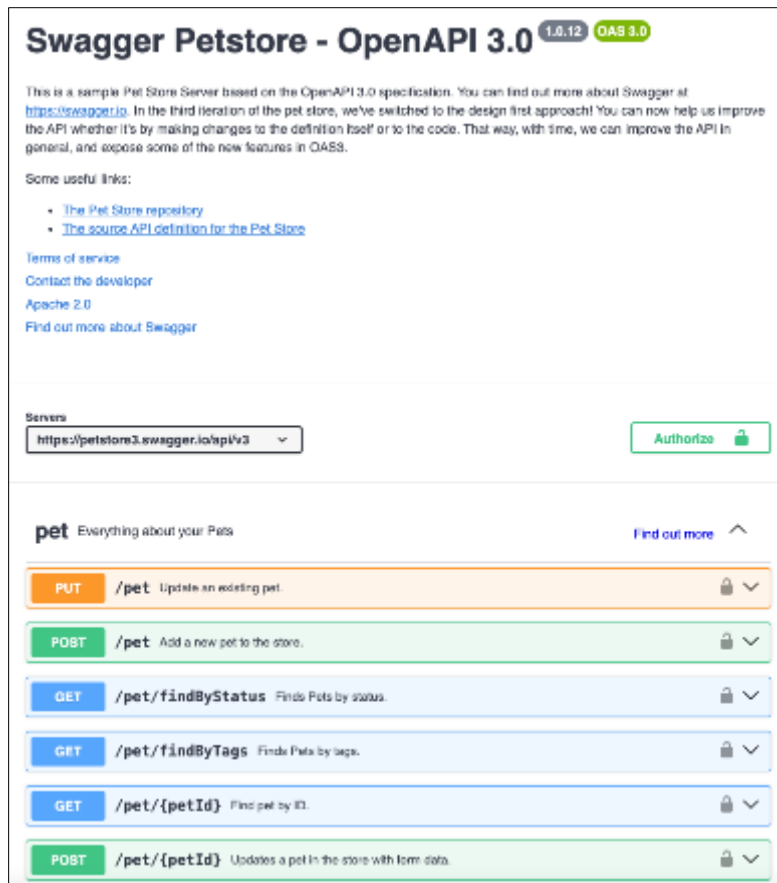 Swagger Petstore - OpenAPI 3.0 1.0.12 OAS 3.0
This is a sample Pet Store Server based on the OpenAPI 3.0 specification. You can find out more about Swagger at
https://swagger.io. In the third iteration of the pet store, we've switched to the design first approach! You can now help us improve
the API whether it's by making changes to the definition itself or to the code. That way, with time, we can improve the API in
general, and expose some of the new features in OAS3.
Some useful links:
• The Pet Store repository
• The source API definition for the Pet Store
Terms of service
Contact the developer
Apache 2.0
Find out more about Swagger
Servers
https://petstore3.swagger.io/api/v3
Authorize
pet Everything about your Pets Find out more
PUT /pet Update an existing pet.
POST /pet Add a new pet to the store.
GET /pet/findByStatus Finds Pets by status.
GET /pet/findByTags Finds Pets by tags.
GET /pet/{petId} Find pet by ID.
POST /pet/{petId} Updates a pet in the store with form data.